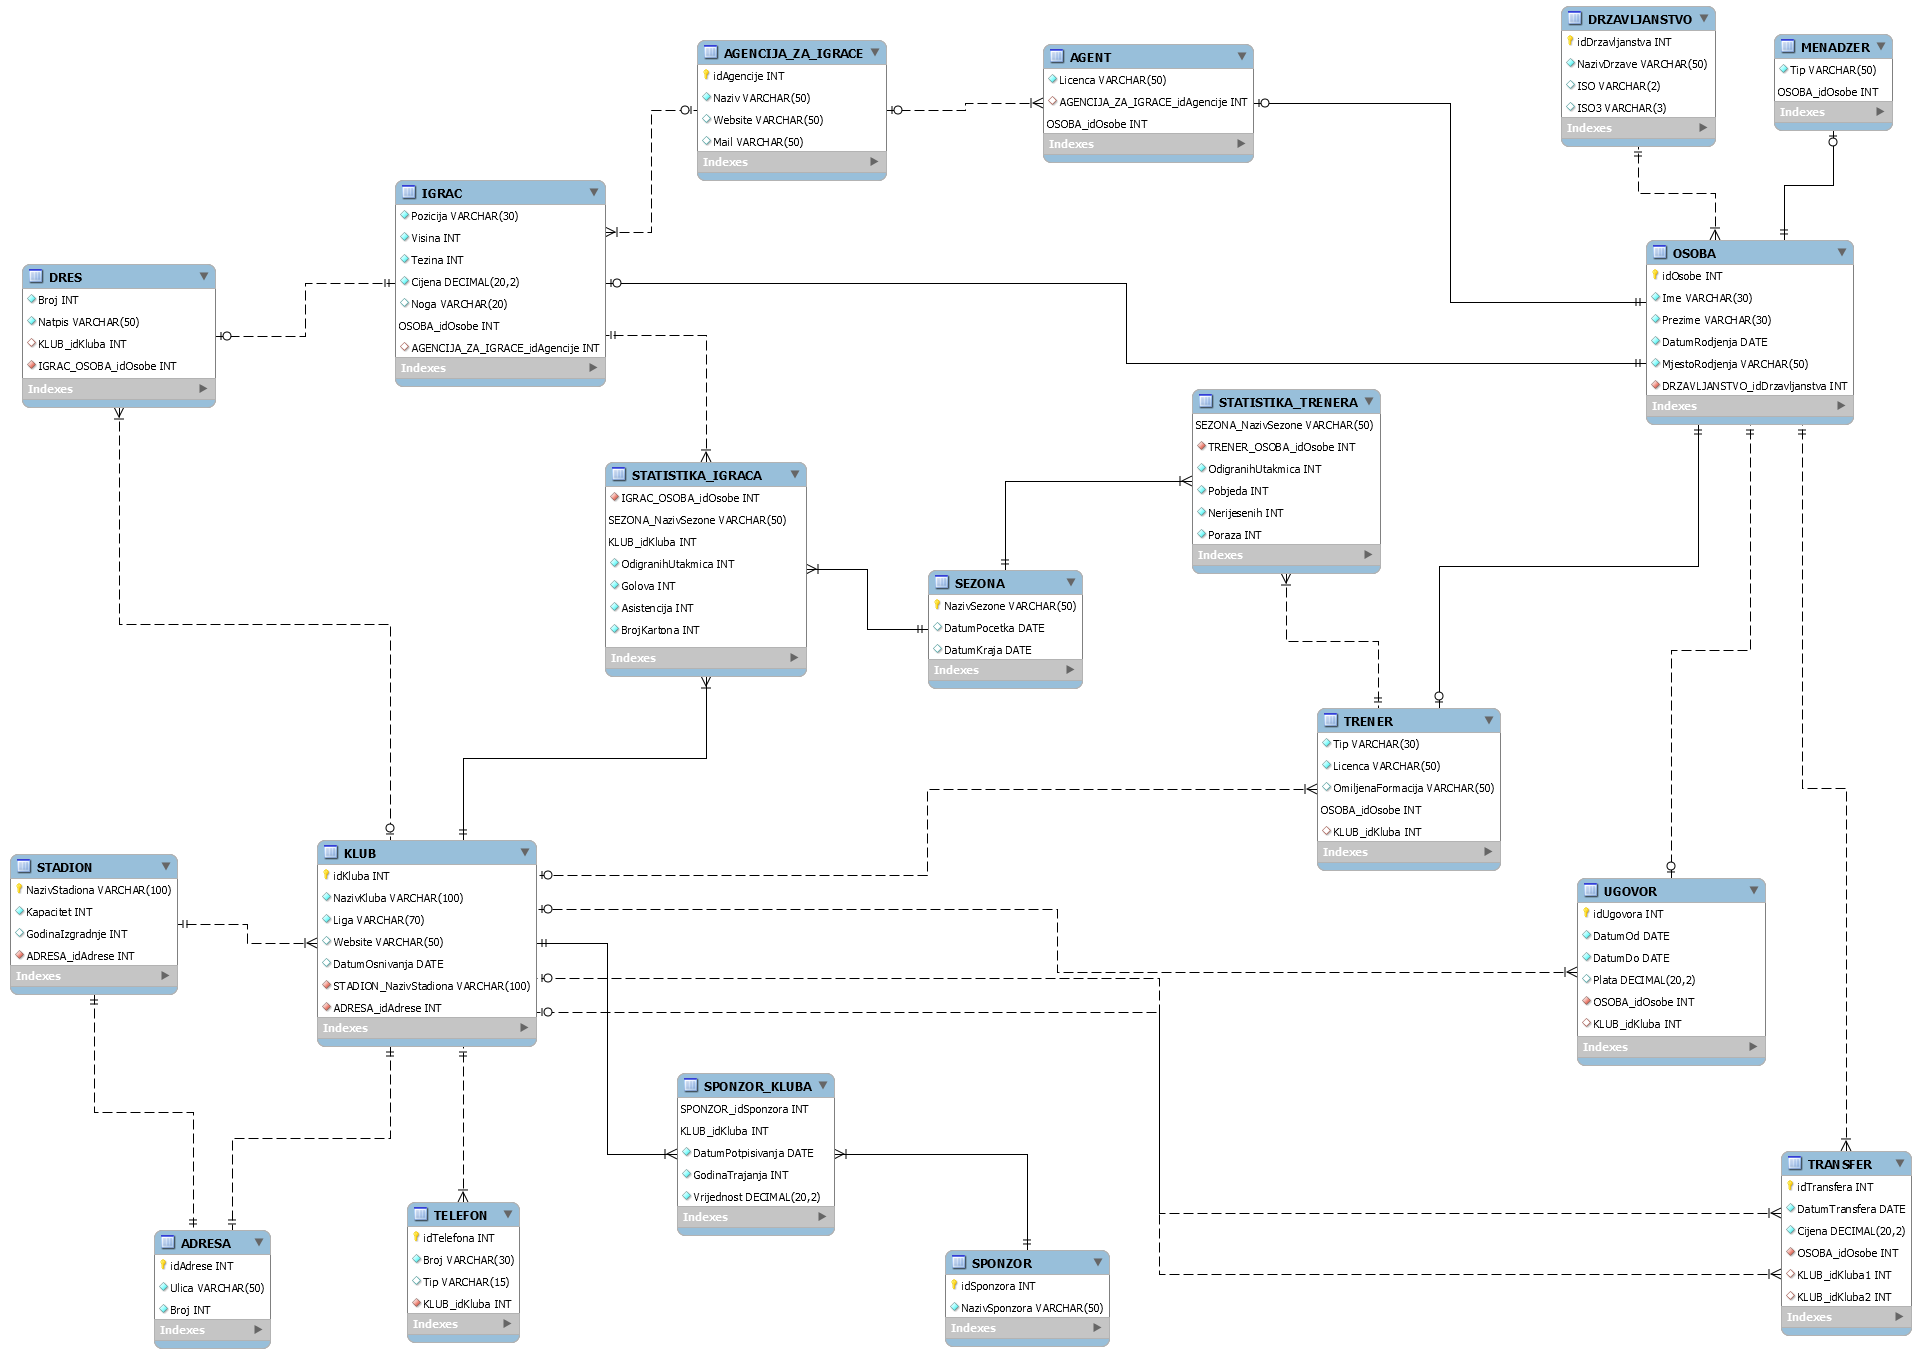 DRZAVLJANSTVO
idDrzavljanstva INT
NazivDrzave VARCHAR(50)
ISO VARCHAR(2)
ISO3 VARCHAR(3)
Indexes
MENADZER
Tip VARCHAR(50)
OSOBA_idOsobe INT
Indexes
AGENCIJA_ZA_IGRACE
idAgencije INT
Naziv VARCHAR(50)
Website VARCHAR(50)
Mail VARCHAR(50)
Indexes
AGENT
Licenca VARCHAR(50)
AGENCIJA_ZA_IGRACE_idAgencije INT
OSOBA_idOsobe INT
Indexes
IGRAC
Pozicija VARCHAR(30)
Visina INT
Tezina INT
Cijena DECIMAL(20,2)
Noga VARCHAR(20)
OSOBA_idOsobe INT
AGENCIJA_ZA_IGRACE_idAgencije INT
Indexes
OSOBA
idOsobe INT
Ime VARCHAR(30)
Prezime VARCHAR(30)
DatumRodjenja DATE
MjestoRodjenja VARCHAR(50)
DRZAVLJANSTVO_idDrzavljanstva INT
Indexes
DRES
Broj INT
Natpis VARCHAR(50)
KLUB_idKluba INT
IGRAC_OSOBA_idOsobe INT
Indexes
STATISTIKA_TRENERA
SEZONA_NazivSezone VARCHAR(50)
TRENER_OSOBA_idOsobe INT
OdigranihUtakmica INT
Pobjeda INT
Nerijesenih INT
Poraza INT
Indexes
STATISTIKA_IGRACA
IGRAC_OSOBA_idOsobe INT
SEZONA_NazivSezone VARCHAR(50)
KLUB_idKluba INT
OdigranihUtakmica INT
Golova INT
Asistencija INT
BrojKartona INT
Indexes
SEZONA
NazivSezone VARCHAR(50)
DatumPocetka DATE
DatumKraja DATE
Indexes
TRENER
Tip VARCHAR(30)
Licenca VARCHAR(50)
OmiljenaFormacija VARCHAR(50)
OSOBA_idOsobe INT
KLUB_idKluba INT
Indexes
STADION
NazivStadiona VARCHAR(100)
Kapacitet INT
GodinaIzgradnje INT
ADRESA_idAdrese INT
Indexes
KLUB
idKluba INT
NazivKluba VARCHAR(100)
Liga VARCHAR(70)
Website VARCHAR(50)
DatumOsnivanja DATE
STADION_NazivStadiona VARCHAR(100)
ADRESA_idAdrese INT
Indexes
UGOVOR
idUgovora INT
DatumOd DATE
DatumDo DATE
Plata DECIMAL(20,2)
OSOBA_idOsobe INT
KLUB_idKluba INT
Indexes
SPONZOR_KLUBA
SPONZOR_idSponzora INT
KLUB_idKluba INT
DatumPotpisivanja DATE
GodinaTrajanja INT
Vrijednost DECIMAL(20,2)
Indexes
TRANSFER
idTransfera INT
DatumTransfera DATE
Cijena DECIMAL(20,2)
OSOBA_idOsobe INT
KLUB_idKluba1 INT
KLUB_idKluba2 INT
Indexes
ADRESA
idAdrese INT
Ulica VARCHAR(50)
Broj INT
Indexes
TELEFON
idTelefona INT
Broj VARCHAR(30)
Tip VARCHAR(15)
KLUB_idKluba INT
Indexes
SPONZOR
idSponzora INT
NazivSponzora VARCHAR(50)
Indexes